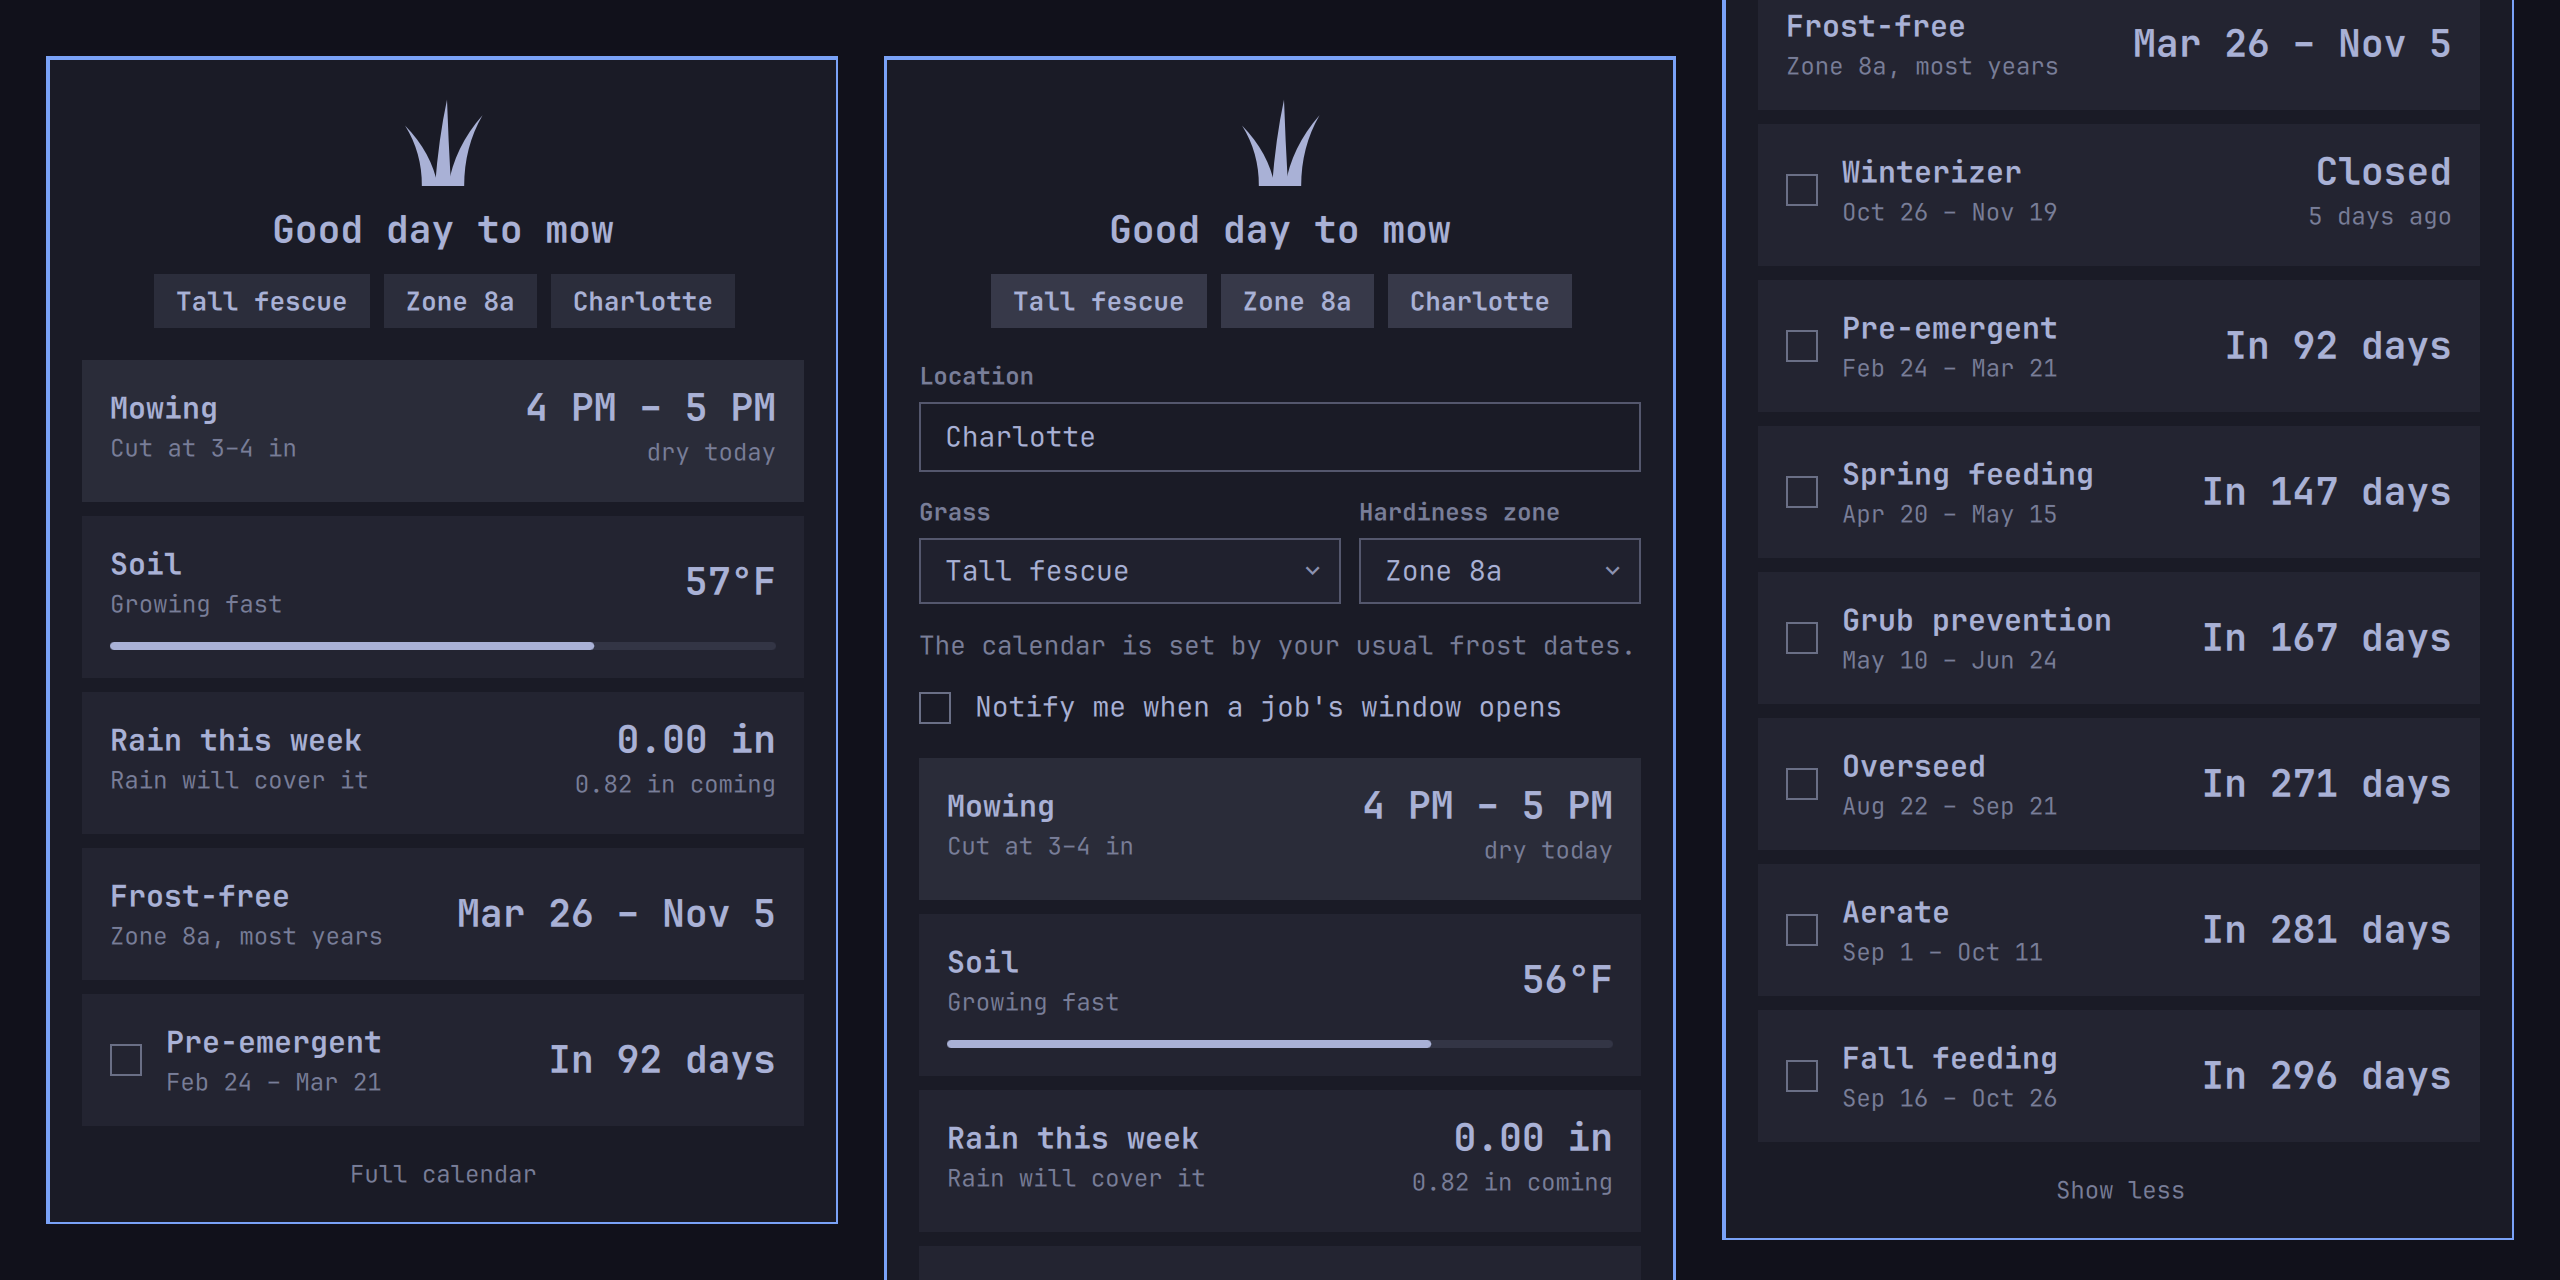 Good day to mow
Tall fescue Zone 8a Charlotte
Mowing 4 PM – 5 PM
Cut at 3–4 in dry today
Soil 57°F
Growing fast
Rain this week 0.00 in
Rain will cover it 0.82 in coming
Frost-free Mar 26 – Nov 5
Zone 8a, most years
Pre-emergent In 92 days
Feb 24 – Mar 21
Full calendar
Good day to mow
Tall fescue Zone 8a Charlotte
Location
Charlotte
Grass Hardiness zone
Tall fescue Zone 8a
The calendar is set by your usual frost dates.
Notify me when a job's window opens
Mowing 4 PM – 5 PM
Cut at 3–4 in dry today
Soil 56°F
Growing fast
Rain this week 0.00 in
Rain will cover it 0.82 in coming
Frost-free Mar 26 – Nov 5
Zone 8a, most years
Winterizer Closed
Oct 26 – Nov 19 5 days ago
Pre-emergent In 92 days
Feb 24 – Mar 21
Spring feeding In 147 days
Apr 20 – May 15
Grub prevention In 167 days
May 10 – Jun 24
Overseed In 271 days
Aug 22 – Sep 21
Aerate In 281 days
Sep 1 – Oct 11
Fall feeding In 296 days
Sep 16 – Oct 26
Show less